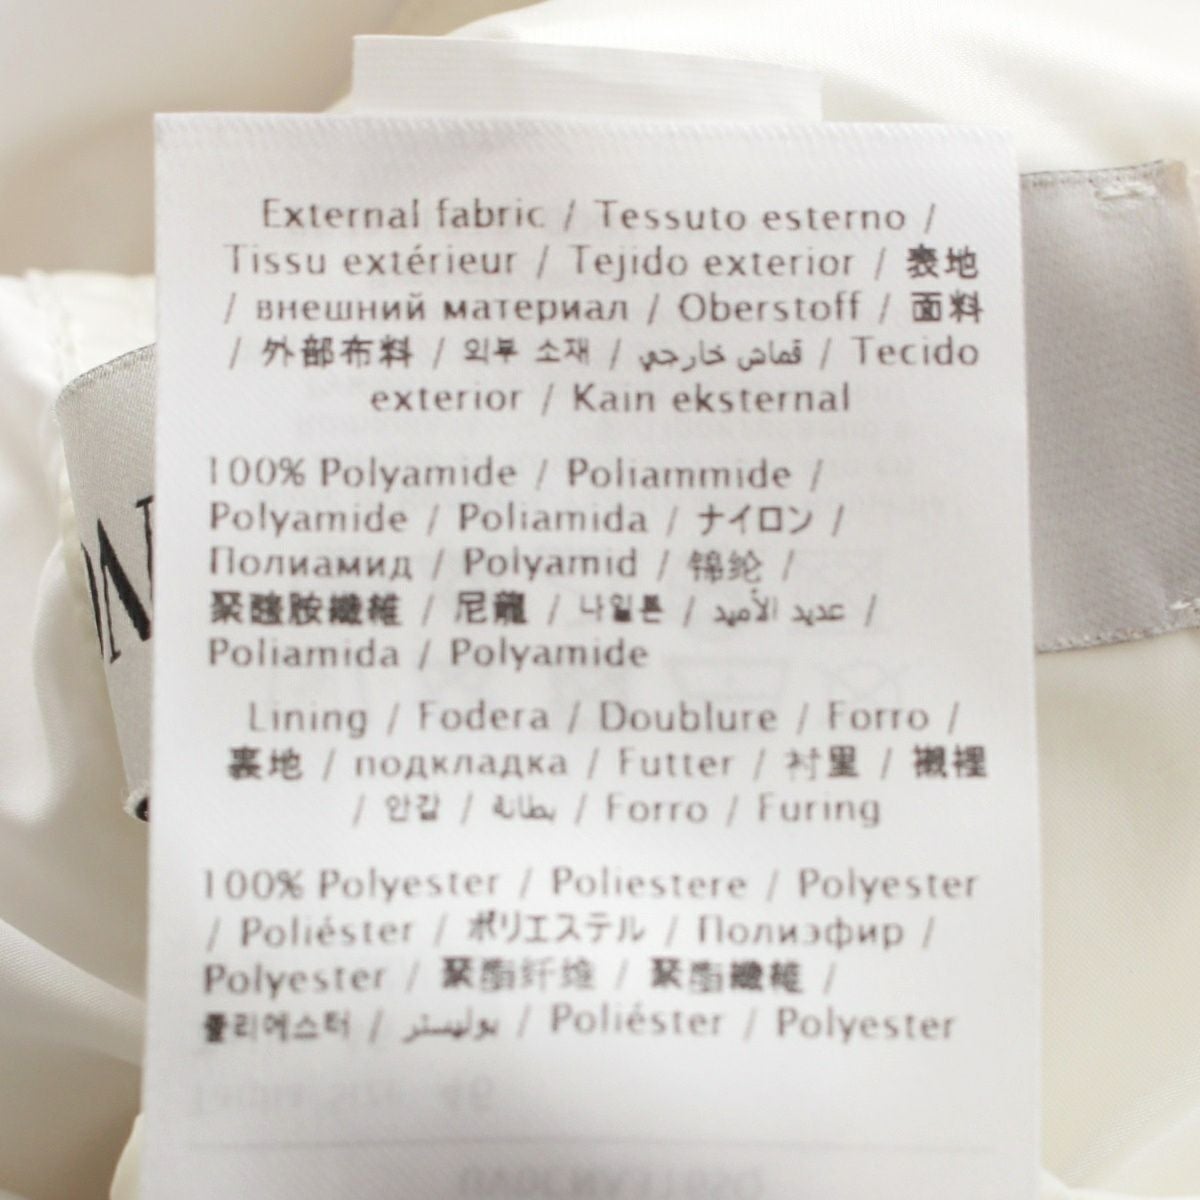 External fabric / Tessuto esterno /
Tissu extérieur / Tejido exterior / 表地
/ внешний материал / Oberstoff / 面料
/ 外部布料 / 외부 소재 / قماش خارجي / Tecido
exterior / Kain eksternal
100% Polyamide / Poliammide /
Polyamide / Poliamida / ナイロン /
Полиамид / Polyamid / 锦纶 /
聚醯胺纖維 / 尼龍 / 나일론 / عديد الأميد /
Poliamida / Polyamide
Lining / Fodera / Doublure / Forro /
裏地 / подкладка / Futter / 衬里 / 襯裡
/ 안감 / بطانة / Forro / Furing
100% Polyester / Poliestere / Polyester
/ Poliéster / ポリエステル / Полиэфир /
Polyester / 聚酯纤维 / 聚酯纖維 /
폴리에스터 / بوليستر / Poliéster / Polyester